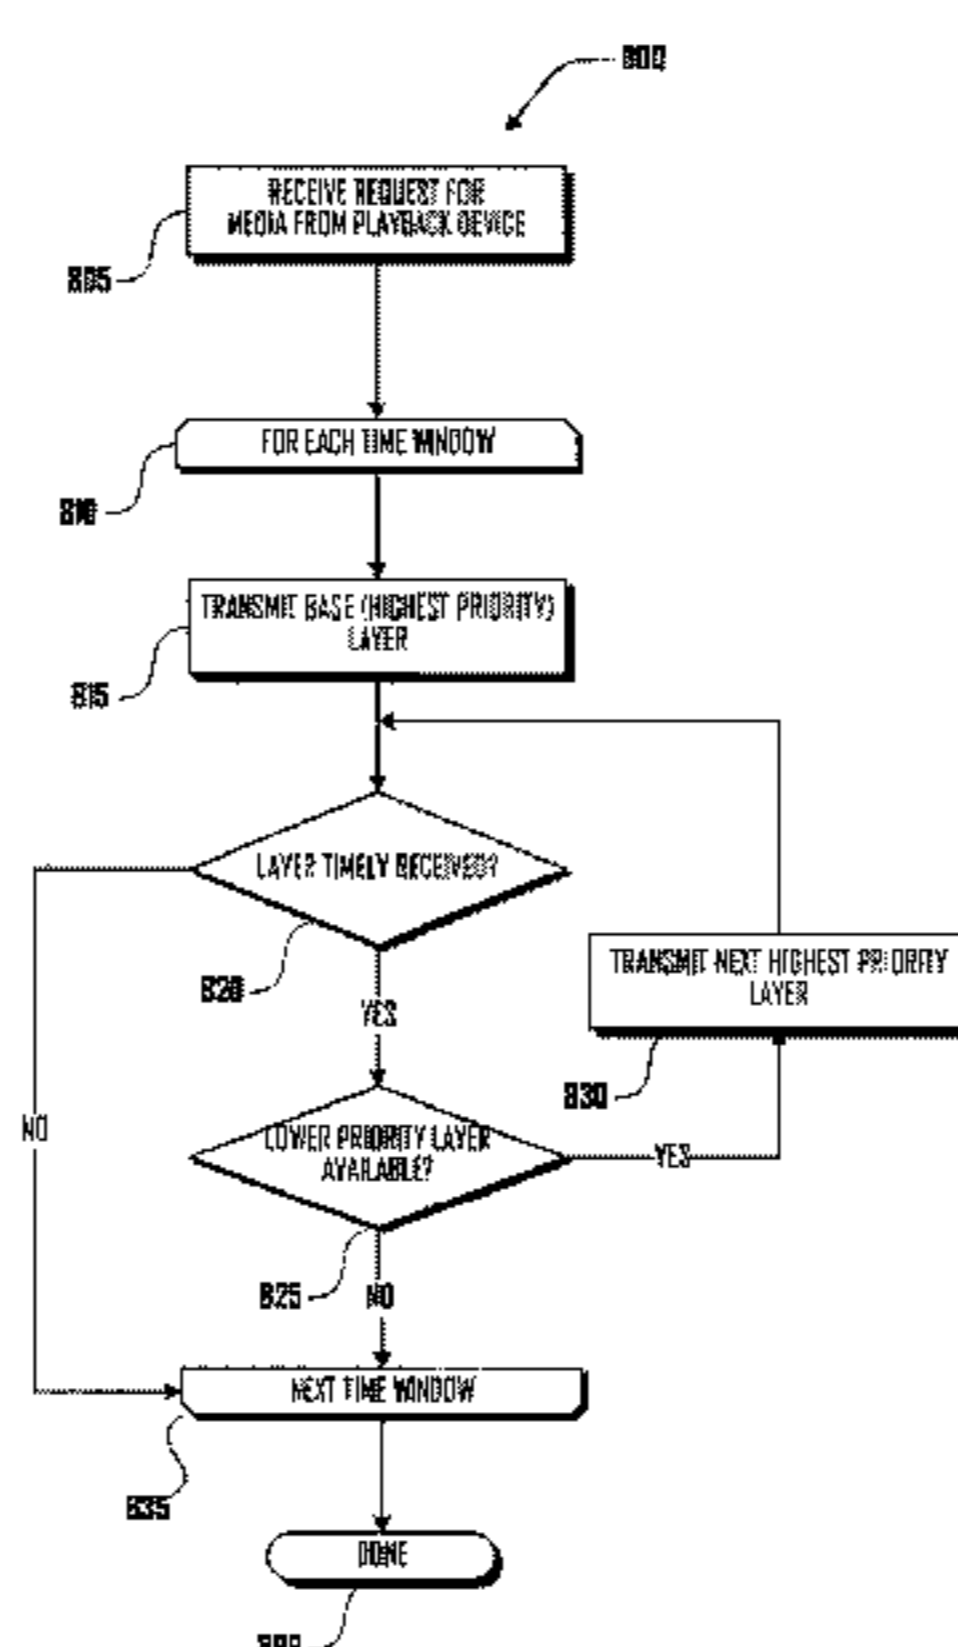 800
RECEIVE REQUEST FOR
MEDIA FROM PLAYBACK DEVICE
805
FOR EACH TIME WINDOW
810
TRANSMIT BASE (HIGHEST PRIORITY)
LAYER
815
LAYER TIMELY RECEIVED?
820
YES
TRANSMIT NEXT HIGHEST PRIORITY
LAYER
830
NO
LOWER PRIORITY LAYER
AVAILABLE?
YES
825
NO
NEXT TIME WINDOW
835
DONE